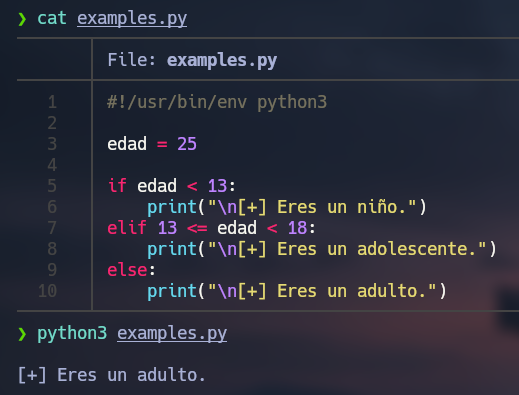 ❯ cat examples.py
File: examples.py
1 #!/usr/bin/env python3
2
3 edad = 25
4
5 if edad < 13:
6     print("\n[+] Eres un niño.")
7 elif 13 <= edad < 18:
8     print("\n[+] Eres un adolescente.")
9 else:
10     print("\n[+] Eres un adulto.")
❯ python3 examples.py
[+] Eres un adulto.